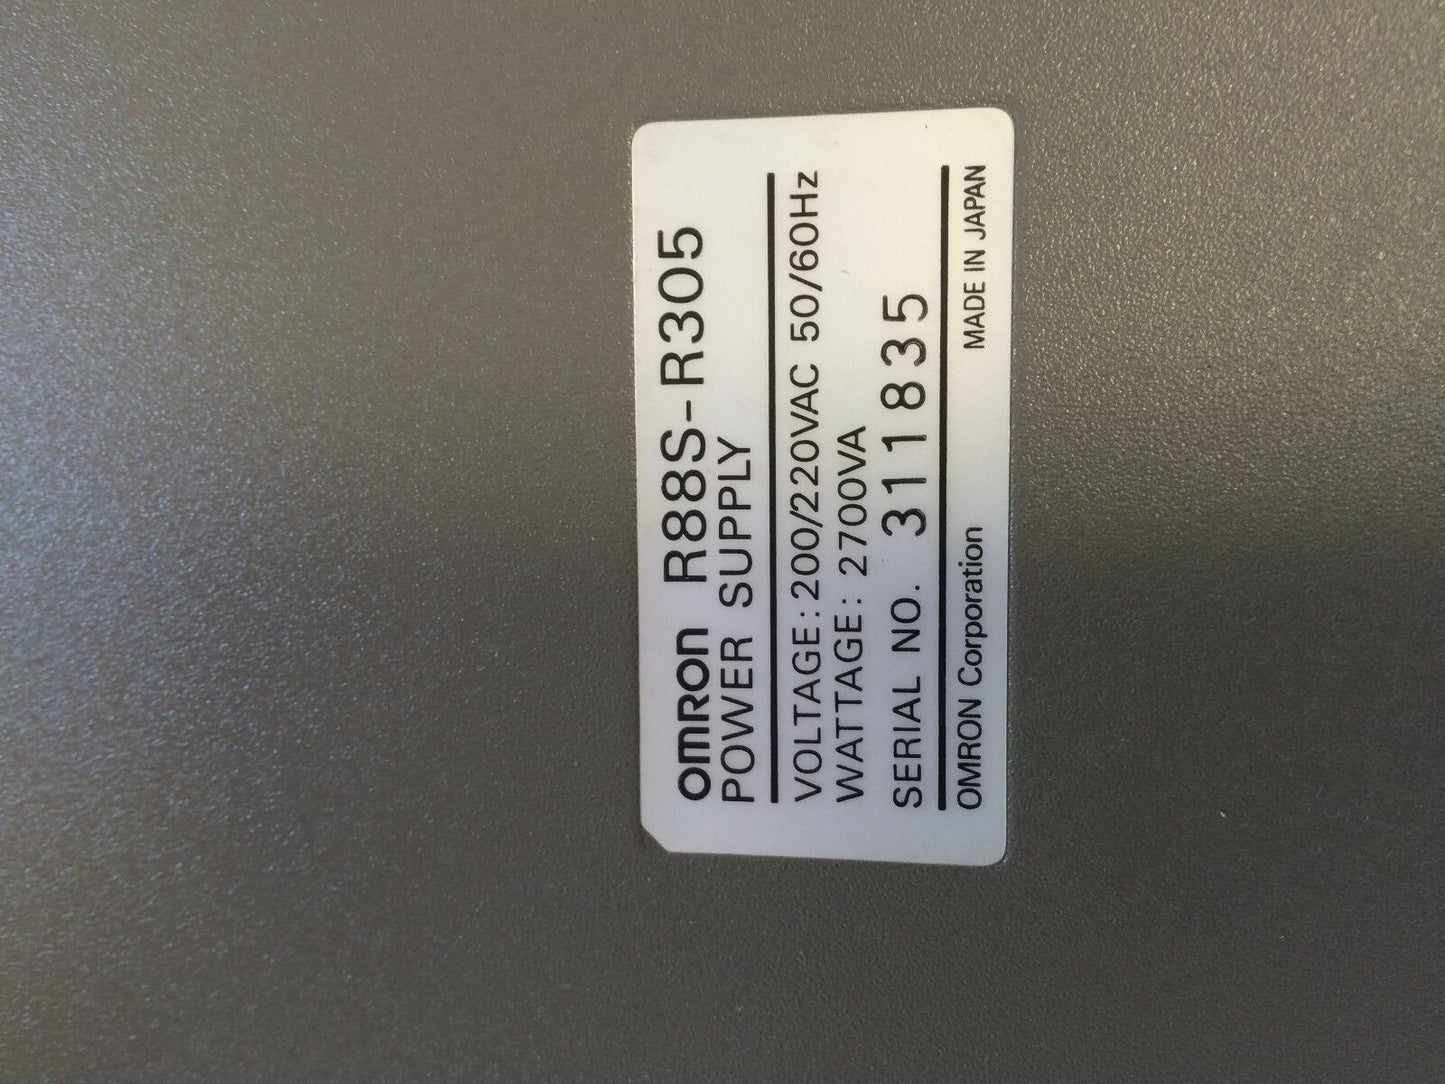 OMRON R88S-R305
POWER SUPPLY
VOLTAGE: 200/220VAC 50/60Hz
WATTAGE: 2700VA
SERIAL NO. 311835
OMRON Corporation MADE IN JAPAN